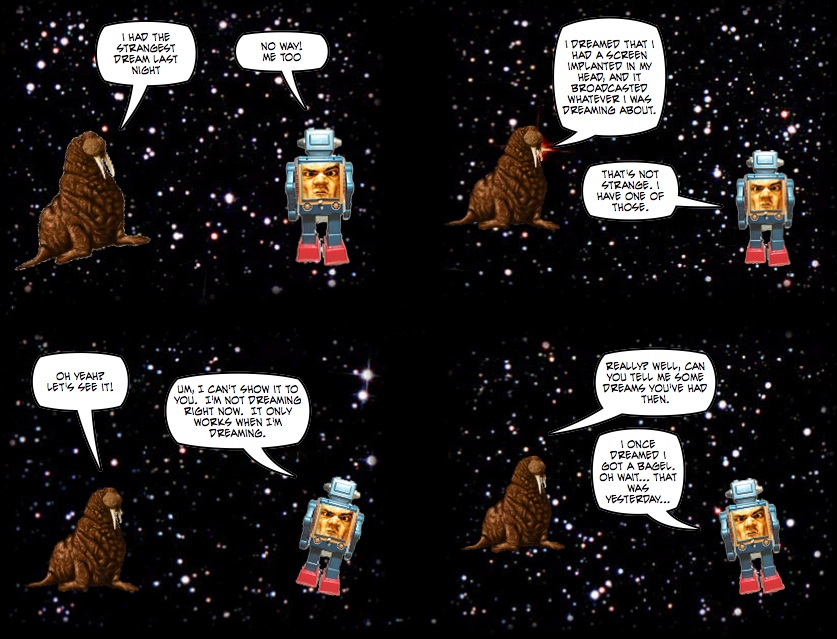 I HAD THE
STRANGEST
DREAM LAST
NIGHT
NO WAY!
ME TOO
I DREAMED THAT I
HAD A SCREEN
IMPLANTED IN MY
HEAD, AND IT
BROADCASTED
WHATEVER I WAS
DREAMING ABOUT.
THAT'S NOT
STRANGE. I
HAVE ONE OF
THOSE.
OH YEAH?
LET'S SEE IT!
UM, I CAN'T SHOW IT TO
YOU. I'M NOT DREAMING
RIGHT NOW. IT ONLY
WORKS WHEN I'M
DREAMING.
REALLY? WELL, CAN
YOU TELL ME SOME
DREAMS YOU'VE HAD
THEN.
I ONCE
DREAMED I
GOT A BAGEL.
OH WAIT... THAT
WAS
YESTERDAY...